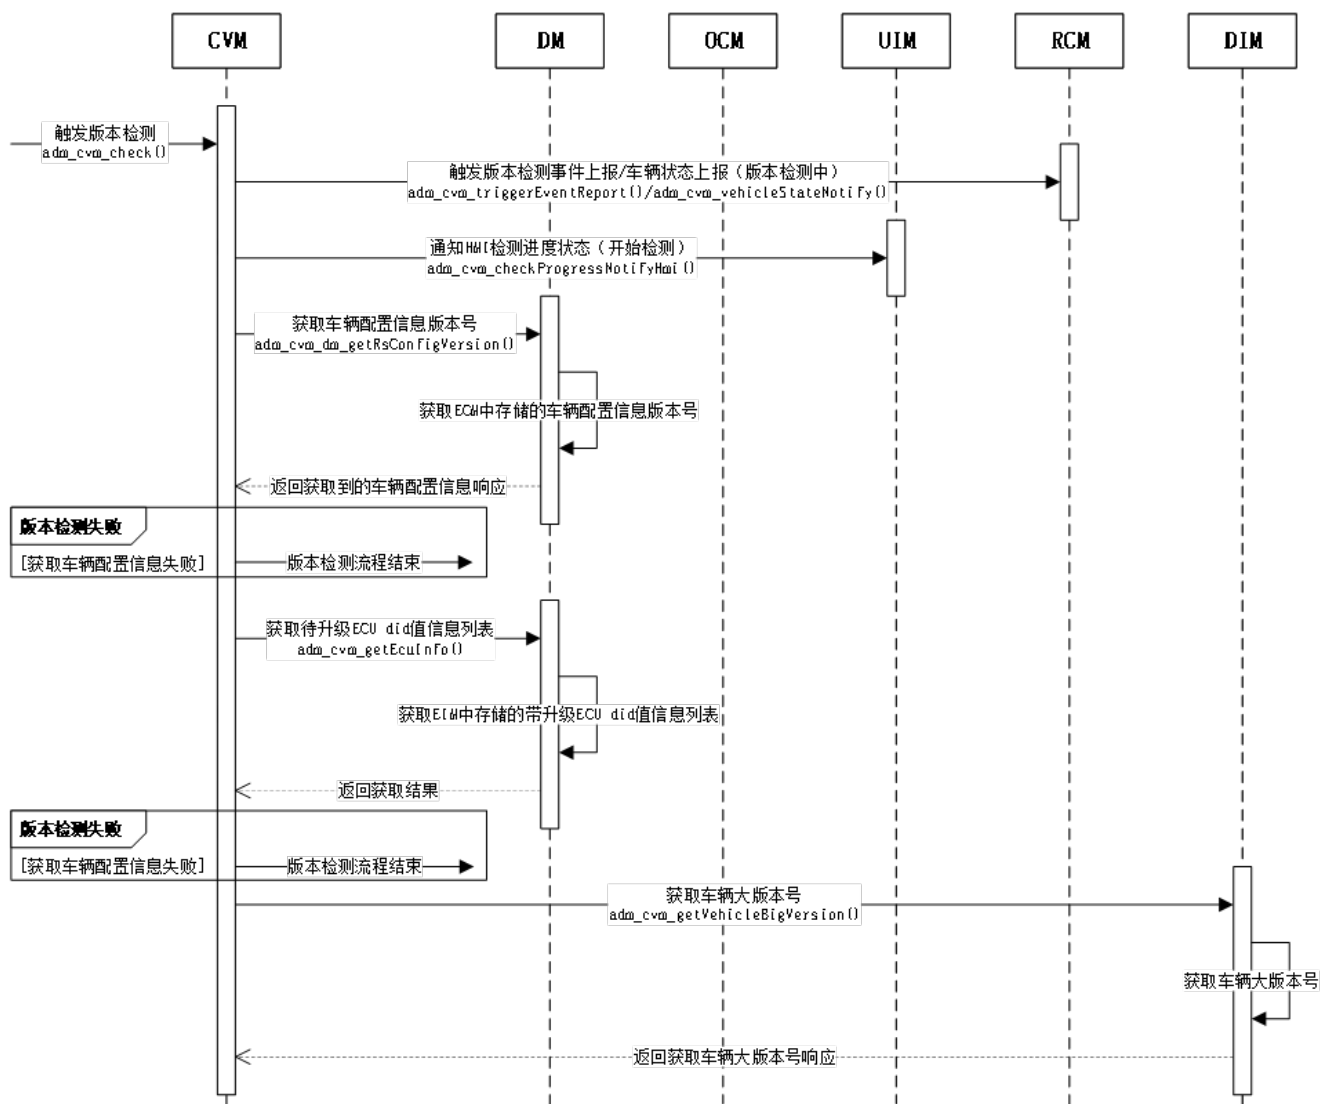 CVM
DM
OCM
UIM
RCM
DIM
触发版本检测
adm_cvm_check()
触发版本检测事件上报/车辆状态上报（版本检测中）
adm_cvm_triggerEventReport()/adm_cvm_vehicleStateNotify()
通知HMI检测进度状态（开始检测）
adm_cvm_checkProgressNotifyHmi()
获取车辆配置信息版本号
adm_cvm_dm_getRsConfigVersion()
获取ECM中存储的车辆配置信息版本号
返回获取到的车辆配置信息响应
版本检测失败
[获取车辆配置信息失败]
版本检测流程结束
获取待升级ECU did值信息列表
adm_cvm_getEcuInfo()
获取ECM中存储的带升级ECU did值信息列表
返回获取结果
版本检测失败
[获取车辆配置信息失败]
版本检测流程结束
获取车辆大版本号
adm_cvm_getVehicleBigVersion()
获取车辆大版本号
返回获取车辆大版本号响应